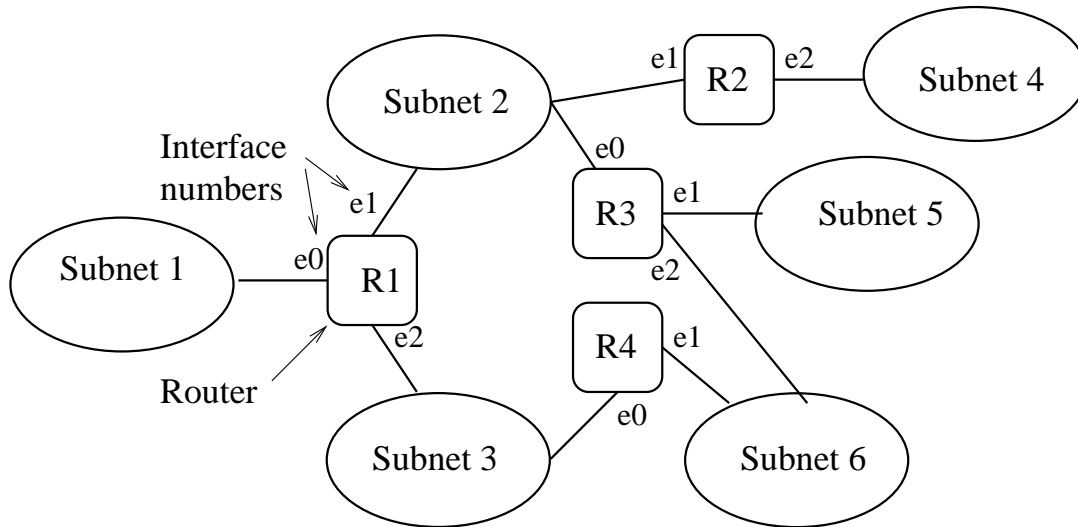 e1
R2
e2
Subnet 4
Subnet 2
Interface
numbers
e0
e1
R3
e1
Subnet 5
Subnet 1
e0
R1
e2
e2
R4
e1
Router
e0
Subnet 3
Subnet 6